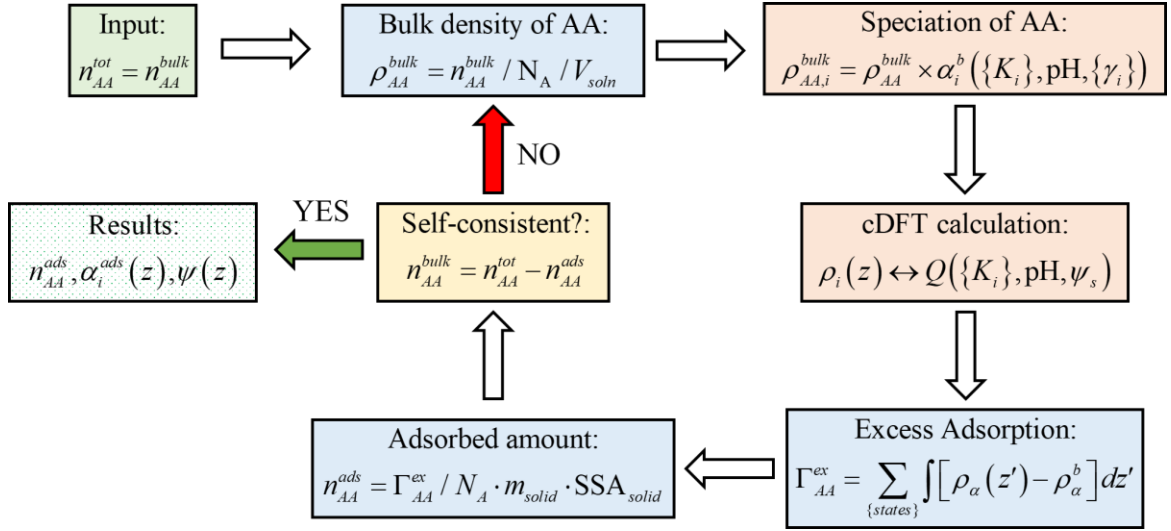 Input:
n_{AA}^{tot} = n_{AA}^{bulk}
Bulk density of AA:
ρ_{AA}^{bulk} = n_{AA}^{bulk} / N_A / V_{soln}
Speciation of AA:
ρ_{AA,i}^{bulk} = ρ_{AA}^{bulk} × α_i^b ({K_i}, pH, {γ_i})
NO
YES
Results:
n_{AA}^{ads}, α_i^{ads}(z), ψ(z)
Self-consistent?:
n_{AA}^{bulk} = n_{AA}^{tot} − n_{AA}^{ads}
cDFT calculation:
ρ_i(z) ↔ Q({K_i}, pH, ψ_s)
Adsorbed amount:
n_{AA}^{ads} = Γ_{AA}^{ex} / N_A · m_{solid} · SSA_{solid}
Excess Adsorption:
Γ_{AA}^{ex} = ∑_{{states}} ∫[ρ_α(z′) − ρ_α^b]dz′